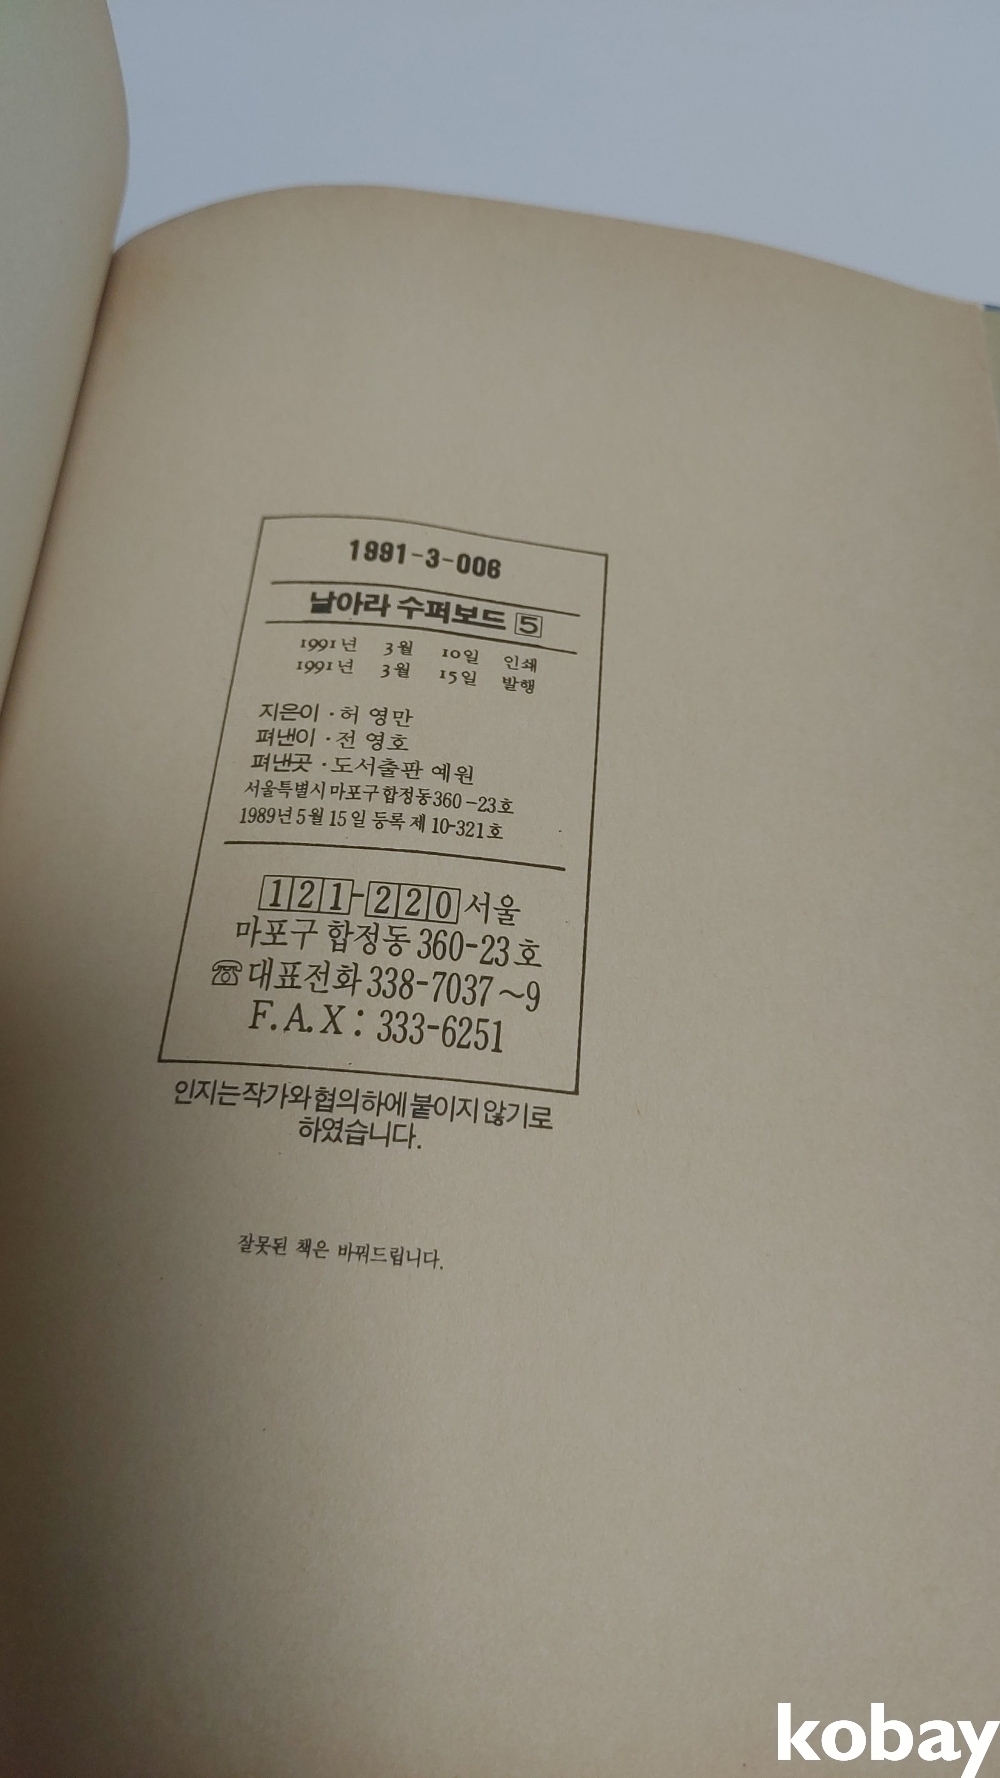 1991-3-006
날아라 수퍼보드 5
1991년 3월 10일 인쇄
1991년 3월 15일 발행
지은이·허 영만
펴낸이·전 영호
펴낸곳·도서출판 예원
서울특별시 마포구 합정동 360-23호
1989년 5월 15일 등록 제 10-321호
121-220 서울
마포구 합정동 360-23호
☏ 대표전화 338-7037~9
F.A.X : 333-6251
인지는 작가와 협의하에 붙이지 않기로
하였습니다.
잘못된 책은 바꿔드립니다.
kobay